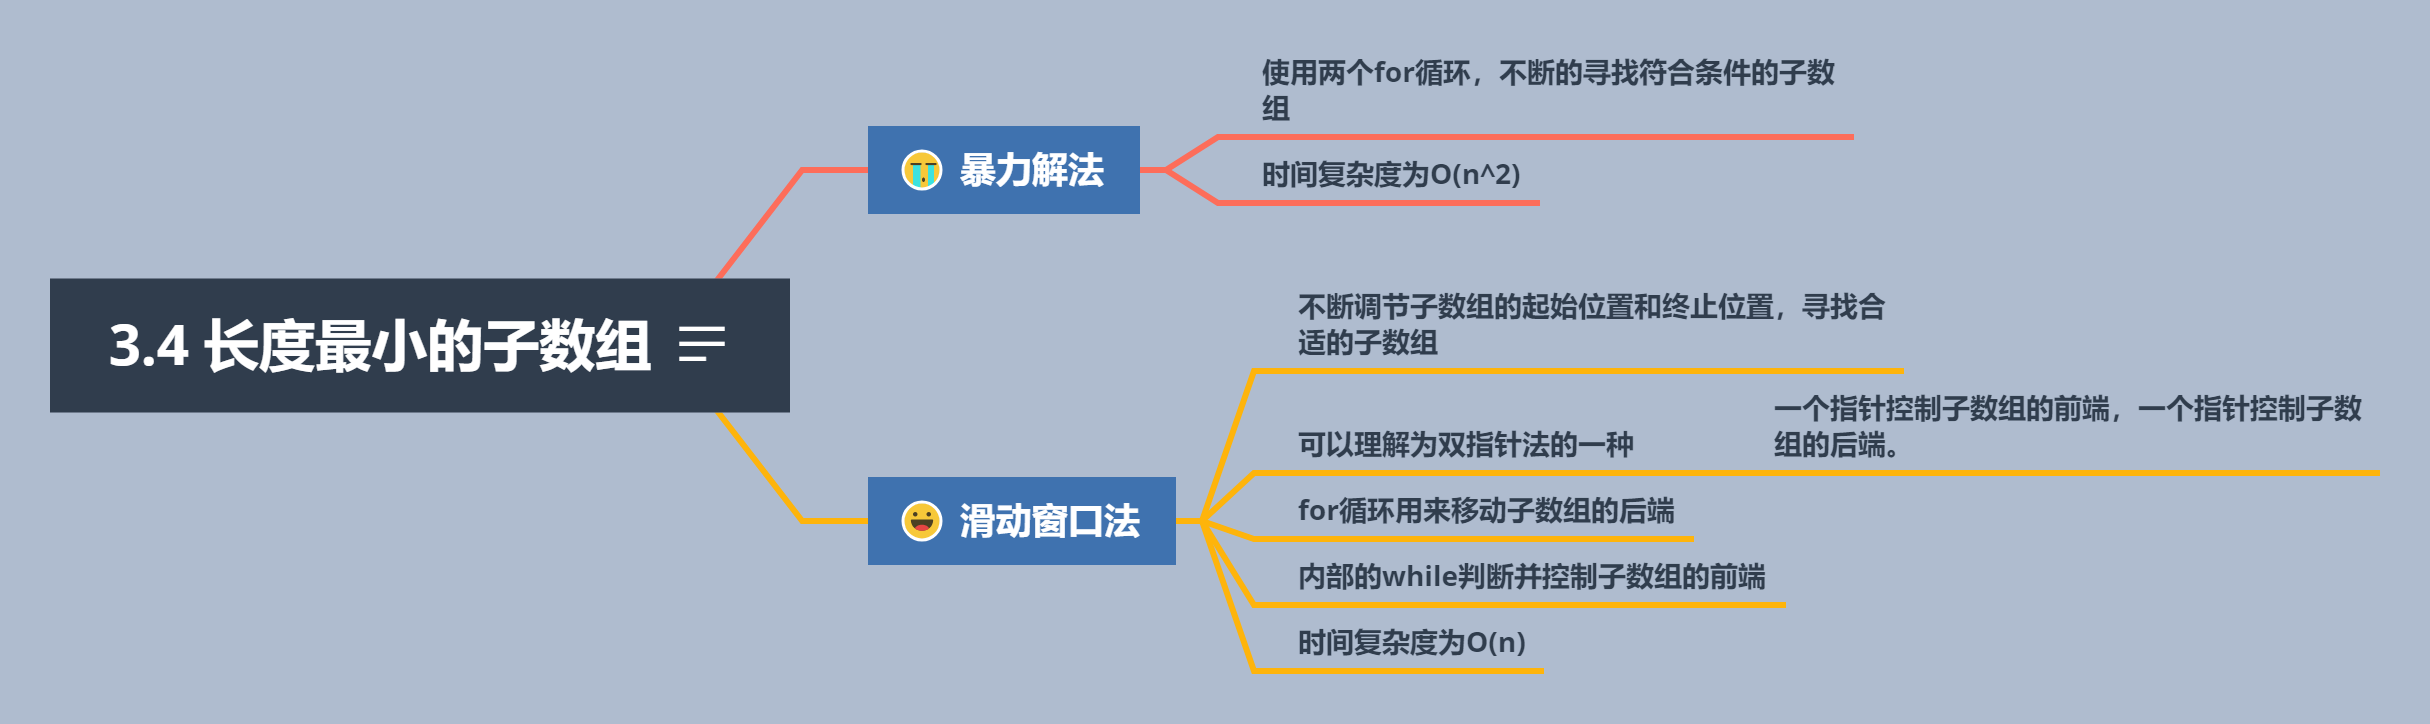 3.4 长度最小的子数组
暴力解法
使用两个for循环，不断的寻找符合条件的子数
组
时间复杂度为O(n^2)
滑动窗口法
不断调节子数组的起始位置和终止位置，寻找合
适的子数组
可以理解为双指针法的一种
一个指针控制子数组的前端，一个指针控制子数
组的后端。
for循环用来移动子数组的后端
内部的while判断并控制子数组的前端
时间复杂度为O(n)